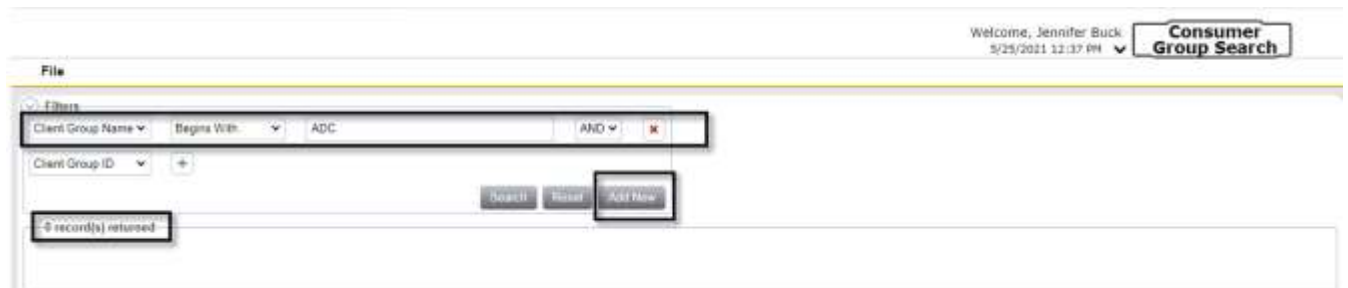 Welcome, Jennifer Buck
5/25/2021 12:37 PM
Consumer
Group Search
File
Filters
Client Group Name Begins With ADC AND
Client Group ID +
Search Reset Add New
0 record(s) returned